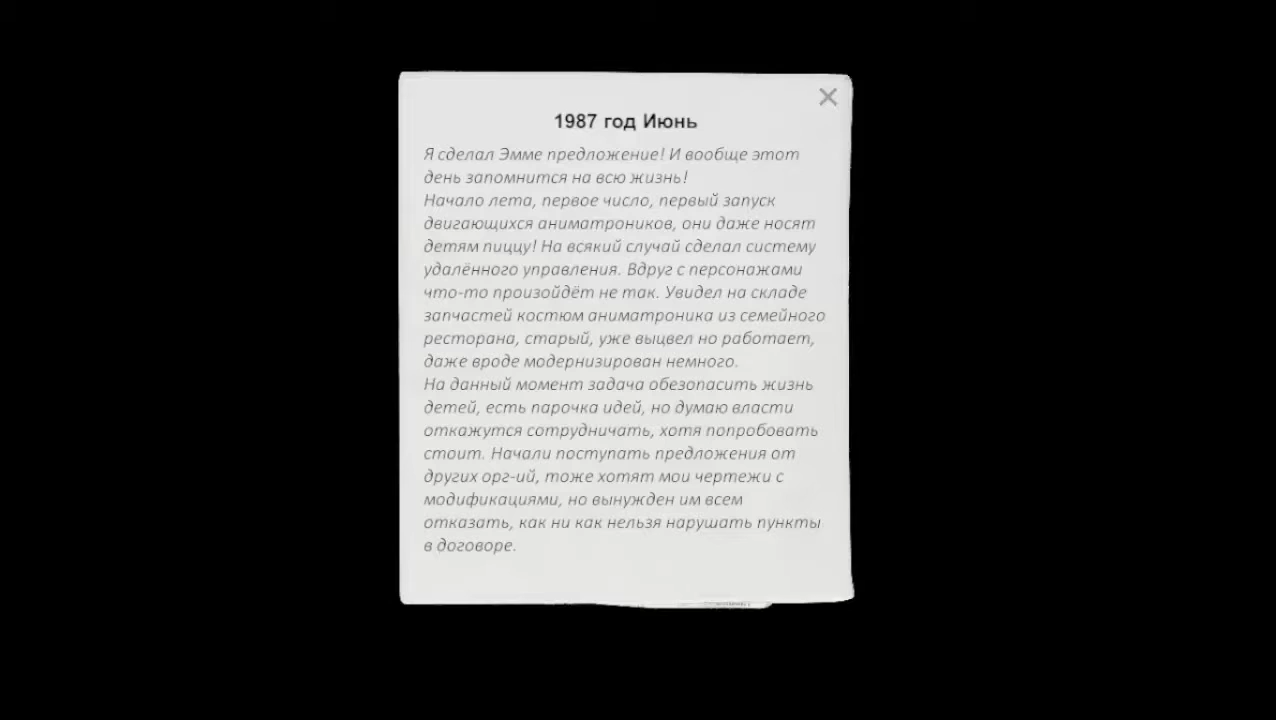 1987 год Июнь
Я сделал Эмме предложение! И вообще этот
день запомнится на всю жизнь!
Начало лета, первое число, первый запуск
двигающихся аниматроников, они даже носят
детям пиццу! На всякий случай сделал систему
удалённого управления. Вдруг с персонажами
что-то произойдёт не так. Увидел на складе
запчастей костюм аниматроника из семейного
ресторана, старый, уже выцвел но работает,
даже вроде модернизирован немного.
На данный момент задача обезопасить жизнь
детей, есть парочка идей, но думаю власти
откажутся сотрудничать, хотя попробовать
стоит. Начали поступать предложения от
других орг-ий, тоже хотят мои чертежи с
модификациями, но вынужден им всем
отказать, как ни как нельзя нарушать пункты
в договоре.